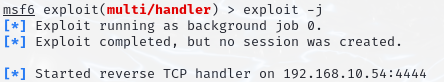 msf6 exploit(multi/handler) > exploit -j
[*] Exploit running as background job 0.
[*] Exploit completed, but no session was created.
[*] Started reverse TCP handler on 192.168.10.54:4444